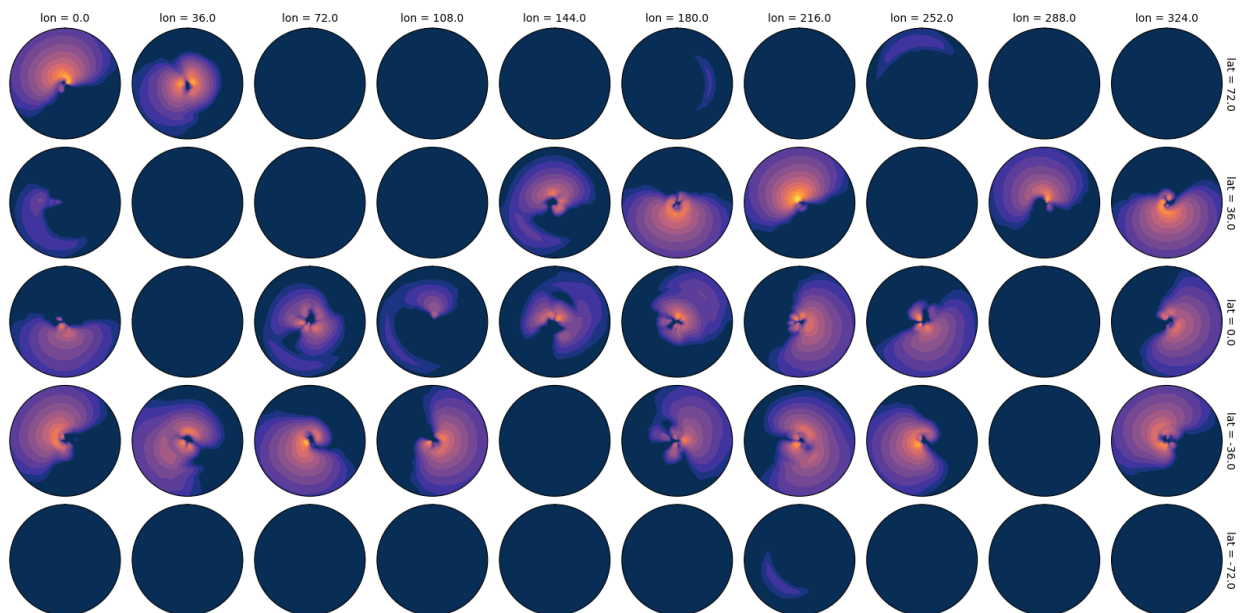 lon = 0.0 lon = 36.0 lon = 72.0 lon = 108.0 lon = 144.0 lon = 180.0 lon = 216.0 lon = 252.0 lon = 288.0 lon = 324.0
lat = 72.0
lat = 36.0
lat = 0.0
lat = -36.0
lat = -72.0